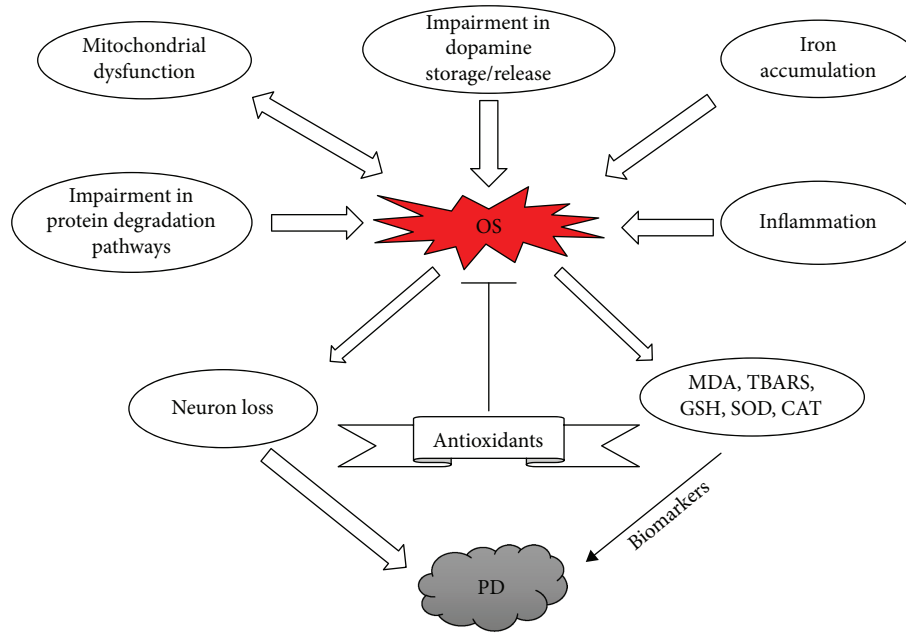 Mitochondrial
dysfunction
Impairment in
dopamine
storage/release
Iron
accumulation
Impairment in
protein degradation
pathways
OS
Inflammation
Neuron loss
Antioxidants
MDA, TBARS,
GSH, SOD, CAT
Biomarkers
PD